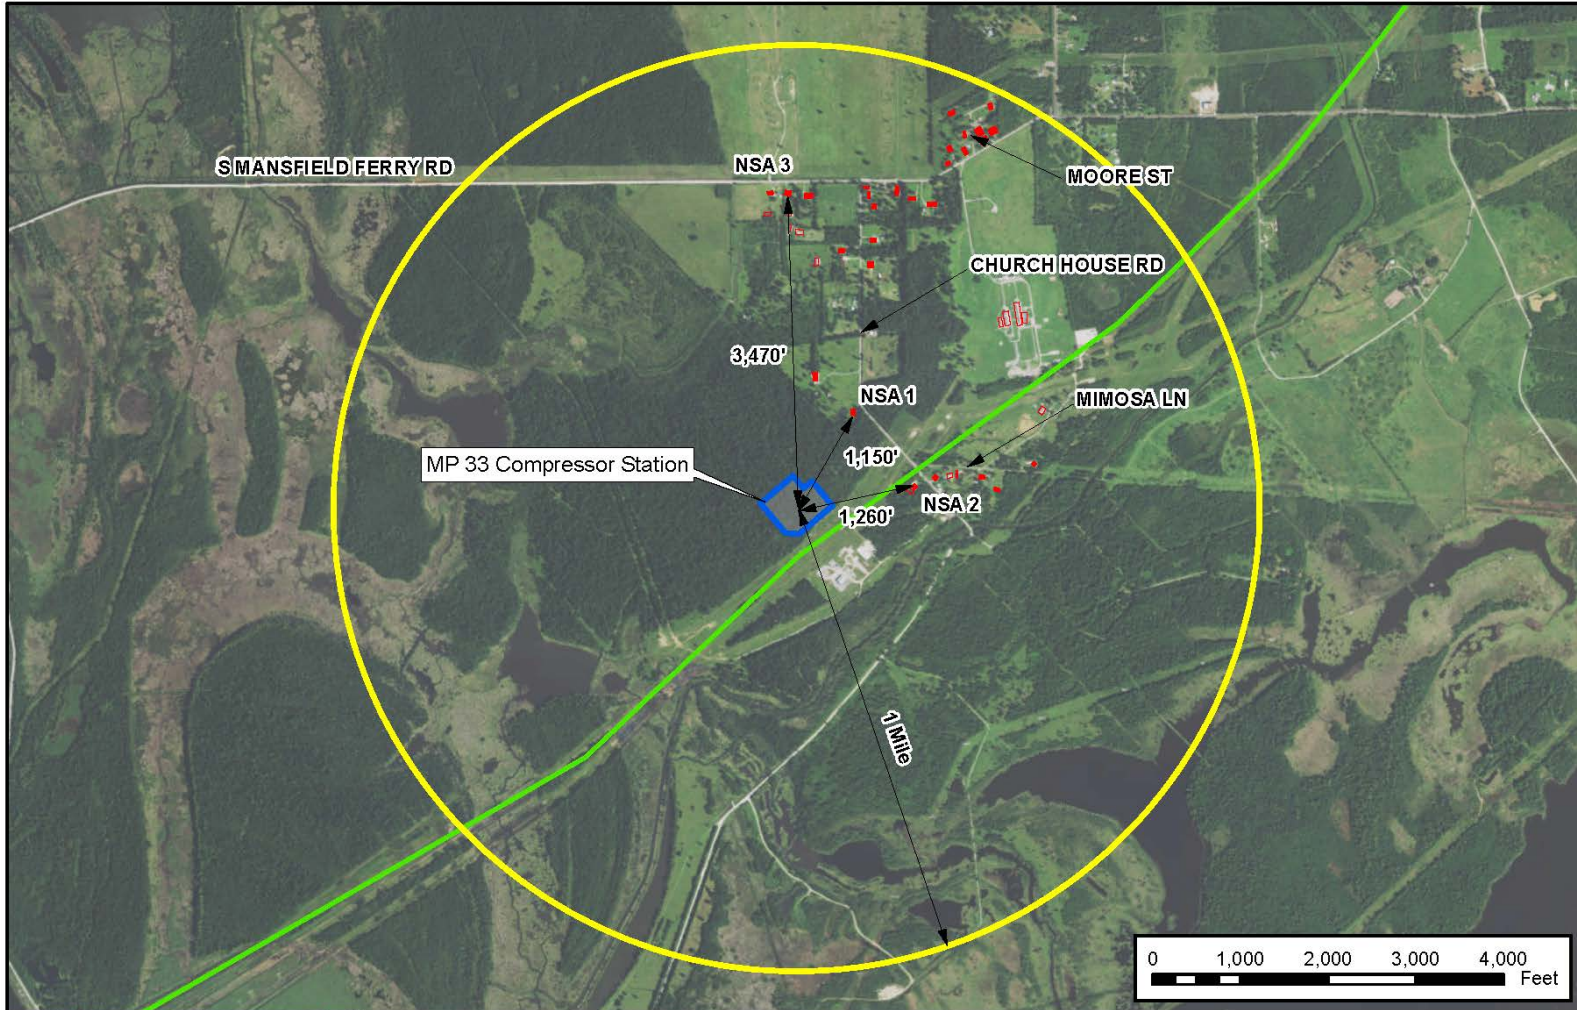 S MANSFIELD FERRY RD
NSA 3
MOORE ST
CHURCH HOUSE RD
3,470'
NSA 1
MIMOSA LN
MP 33 Compressor Station
1,150'
NSA 2
1,260'
1 Mile
0 1,000 2,000 3,000 4,000
Feet